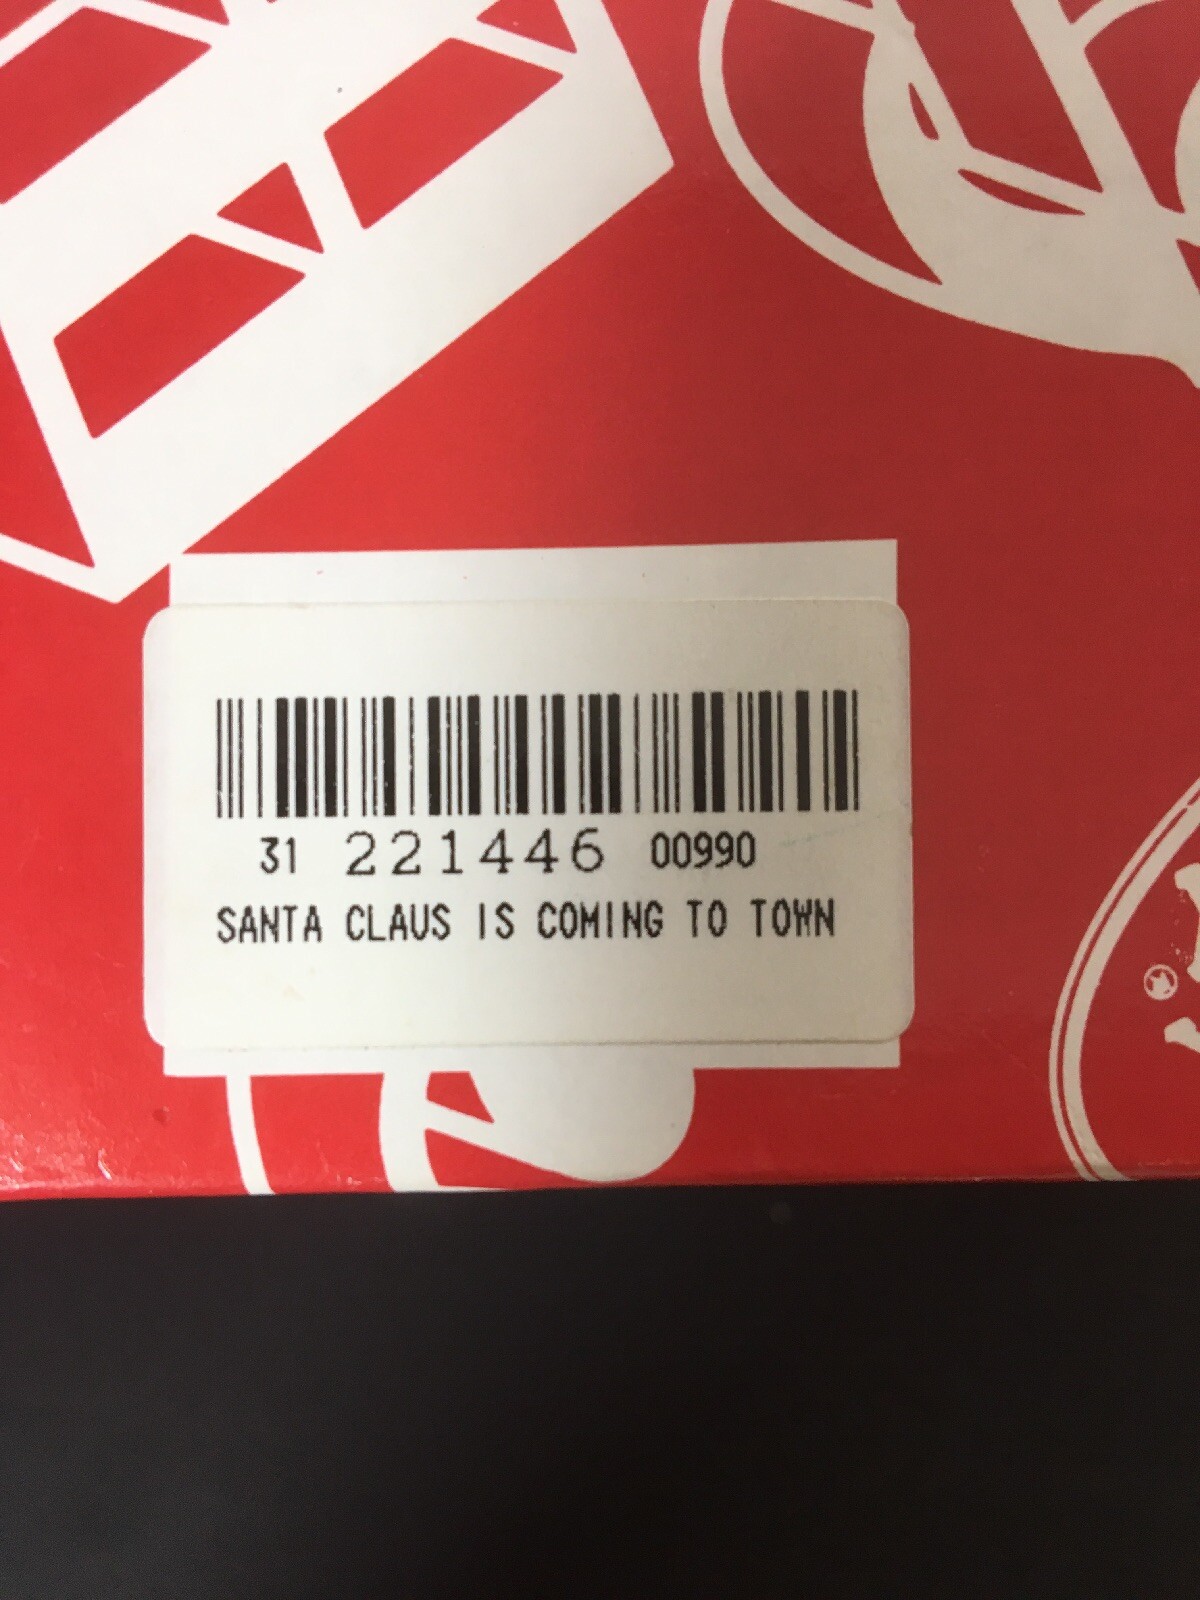 31 221446 00990
SANTA CLAUS IS COMING TO TOWN